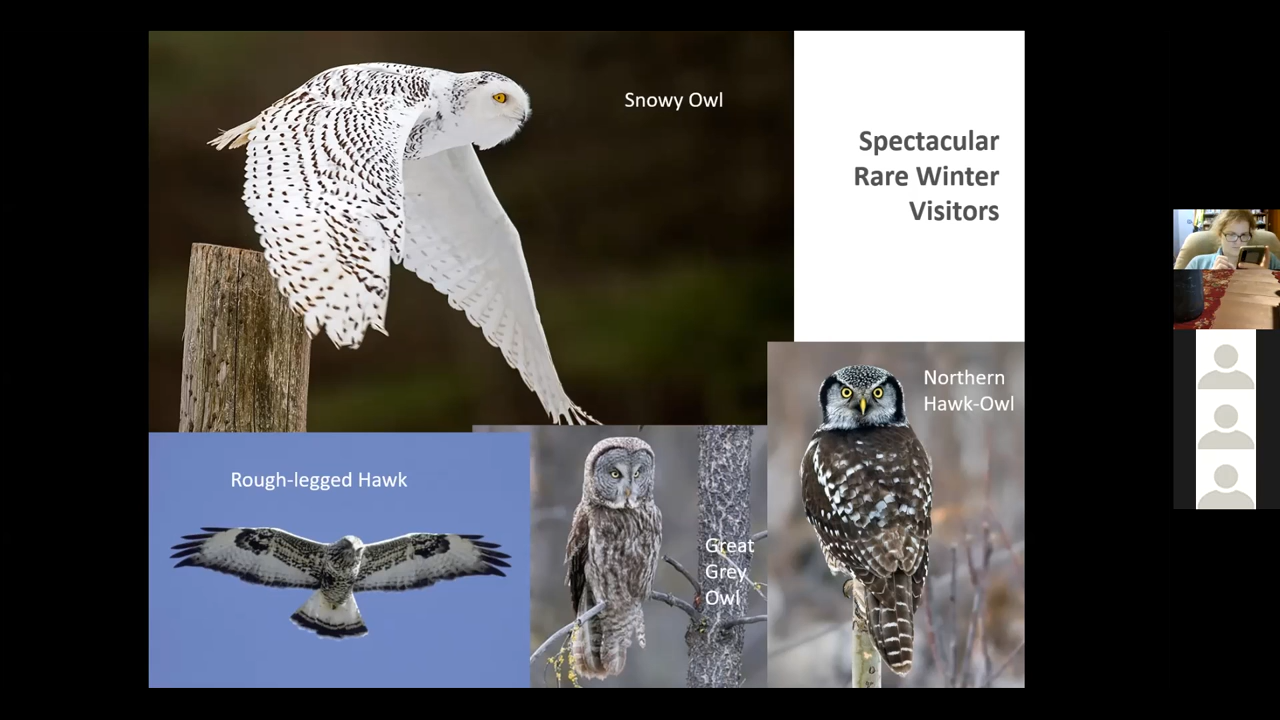 Snowy Owl
Spectacular
Rare Winter
Visitors
Northern
Hawk-Owl
Rough-legged Hawk
Great
Grey
Owl